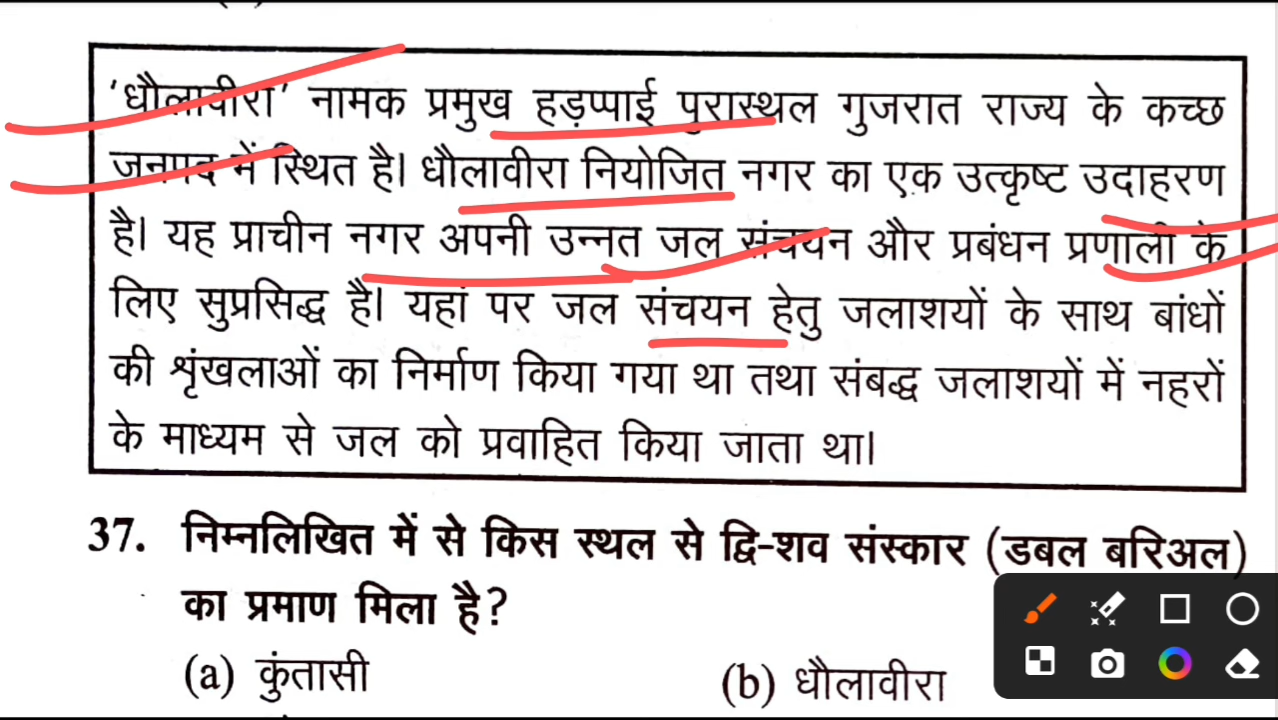 'धौलावीरा' नामक प्रमुख हड़प्पाई पुरास्थल गुजरात राज्य के कच्छ
जनपद में स्थित है। धौलावीरा नियोजित नगर का एक उत्कृष्ट उदाहरण
है। यह प्राचीन नगर अपनी उन्नत जल संचयन और प्रबंधन प्रणाली के
लिए सुप्रसिद्ध है। यहां पर जल संचयन हेतु जलाशयों के साथ बांधों
की शृंखलाओं का निर्माण किया गया था तथा संबद्ध जलाशयों में नहरों
के माध्यम से जल को प्रवाहित किया जाता था।
37. निम्नलिखित में से किस स्थल से द्वि-शव संस्कार (डबल बरिअल)
का प्रमाण मिला है?
(a) कुंतासी (b) धौलावीरा